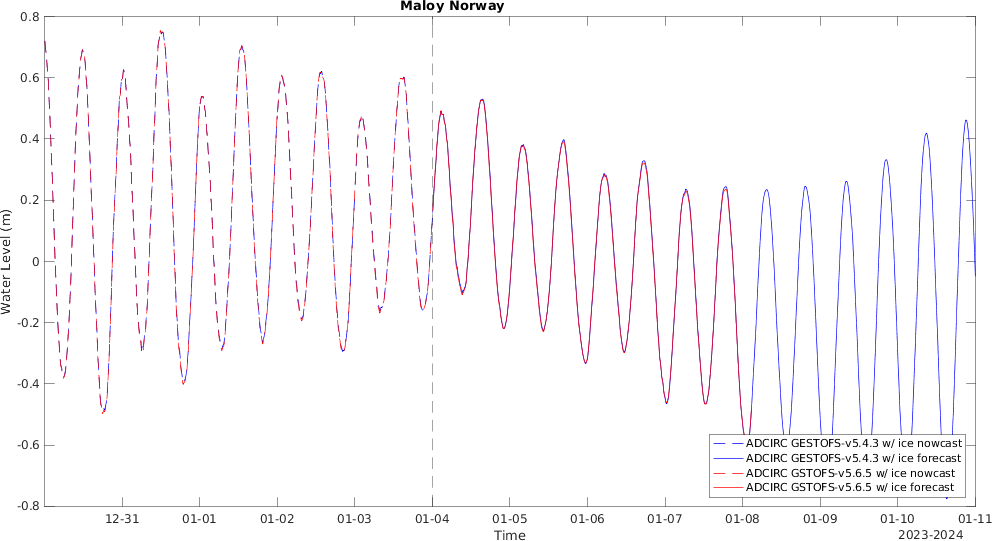 Maloy Norway
0.8
0.6
0.4
0.2
0
-0.2
-0.4
-0.6
-0.8
Water Level (m)
ADCIRC GESTOFS-v5.4.3 w/ ice nowcast
ADCIRC GESTOFS-v5.4.3 w/ ice forecast
ADCIRC GSTOFS-v5.6.5 w/ ice nowcast
ADCIRC GSTOFS-v5.6.5 w/ ice forecast
12-31 01-01 01-02 01-03 01-04 01-05 01-06 01-07 01-08 01-09 01-10 01-11
Time
2023-2024